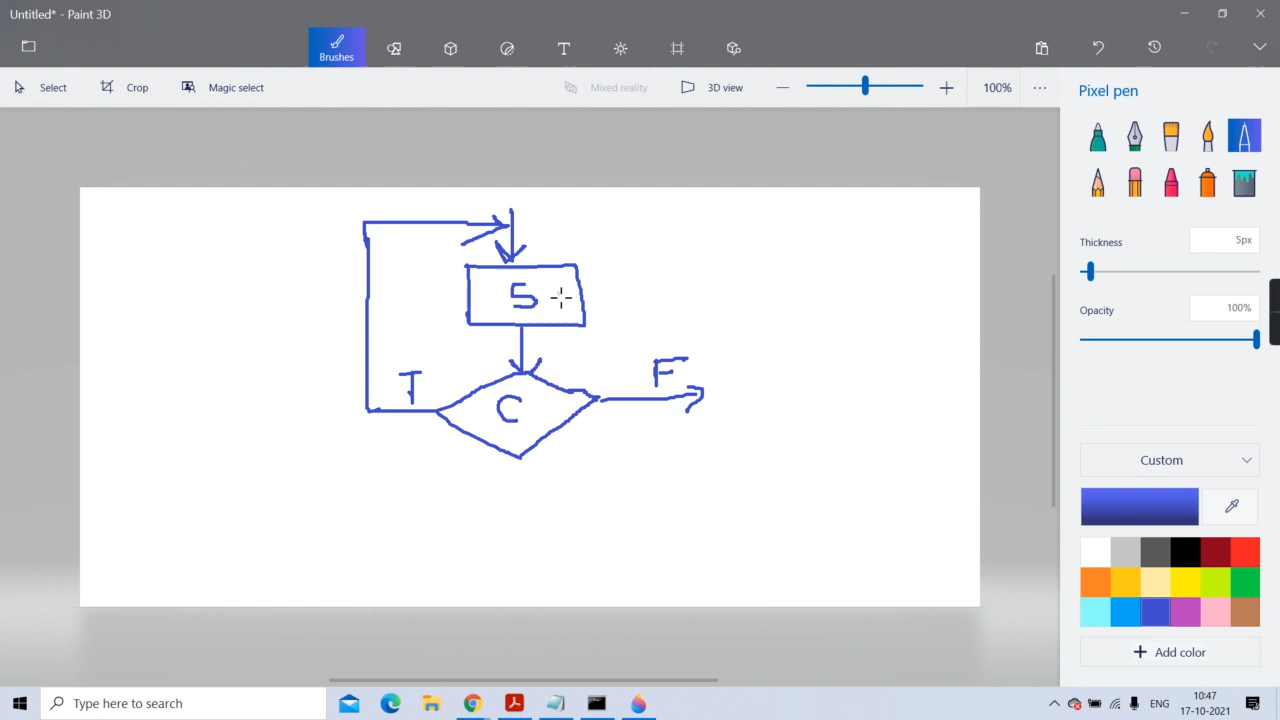 Untitled* - Paint 3D
Brushes
Select Crop Magic select Mixed reality 3D view 100%
Pixel pen
Thickness 5px
Opacity 100%
S
T C F
Custom
Add color
Type here to search
ENG 10:47
17-10-2021